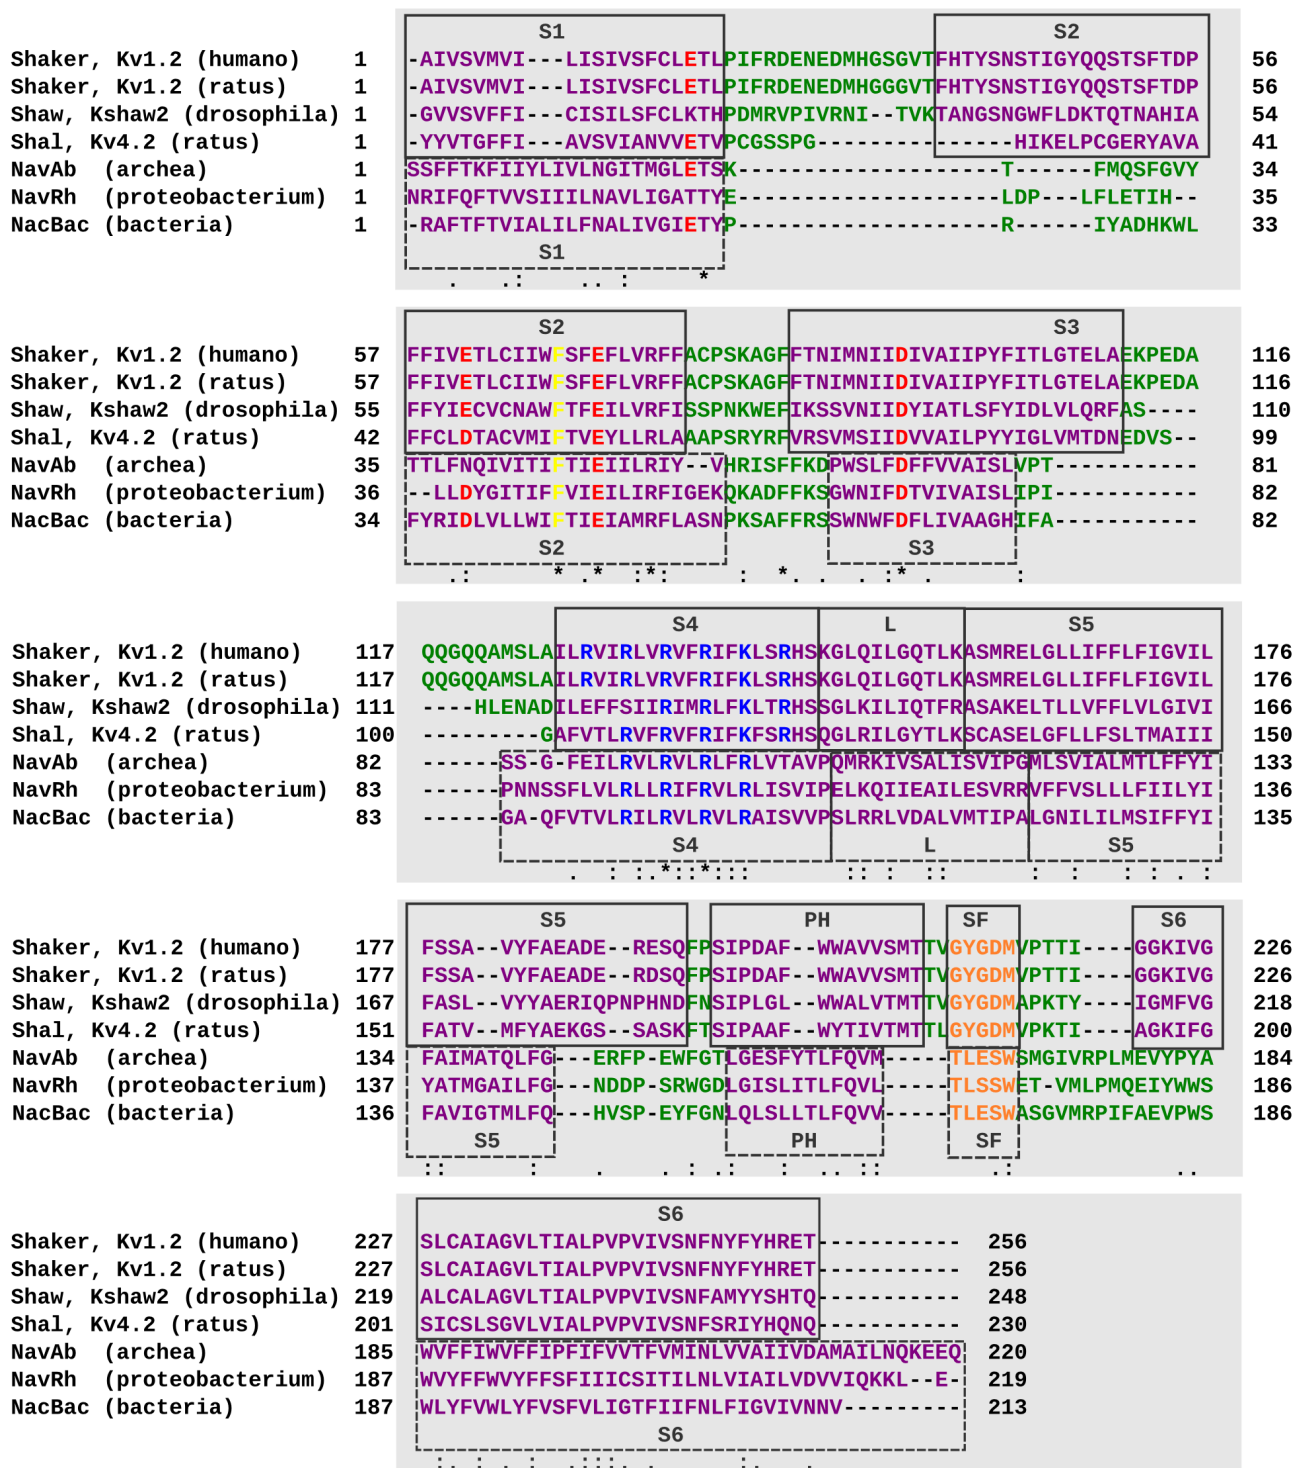 S1 S2
Shaker, Kv1.2 (humano) 1 -AIVSVMVI---LISIVSFCLETLPIFRDENEDMHGSGVTFHTYSNSTIGYQQSTSFTDP 56
Shaker, Kv1.2 (ratus) 1 -AIVSVMVI---LISIVSFCLETLPIFRDENEDMHGGGVTFHTYSNSTIGYQQSTSFTDP 56
Shaw, Kshaw2 (drosophila) 1 -GVVSVFFI---CISILSFCLKTHPDMRVPIVRNI--TVKTANGSNGWFLDKTQTNAHIA 54
Shal, Kv4.2 (ratus) 1 -YYVTGFFI---AVSVIANVVETVPCGSSPG---------------HIKELPCGERYAVA 41
NavAb (archea) 1 SSFFTKFIIYLIVLNGITMGLETSK--------------------T------FMQSFGVY 34
NavRh (proteobacterium) 1 NRIFQFTVVSIIILNAVLIGATTYE--------------------LDP---LFLETIH-- 35
NacBac (bacteria) 1 -RAFTFTVIALILFNALIVGIETYP--------------------R------IYADHKWL 33
S1
. .: .. : *
S2 S3
Shaker, Kv1.2 (humano) 57 FFIVETLCIIWFSFEFLVRFFACPSKAGFFTNIMNIIDIVAIIPYFITLGTELAEKPEDA 116
Shaker, Kv1.2 (ratus) 57 FFIVETLCIIWFSFEFLVRFFACPSKAGFFTNIMNIIDIVAIIPYFITLGTELAEKPEDA 116
Shaw, Kshaw2 (drosophila) 55 FFYIECVCNAWFTFEILVRFISSPNKWEFIKSSVNIIDYIATLSFYIDLVLQRFAS---- 110
Shal, Kv4.2 (ratus) 42 FFCLDTACVMIFTVEYLLRLAAAPSRYRFVRSVMSIIDVVAILPYYIGLVMTDNEDVS-- 99
NavAb (archea) 35 TTLFNQIVITIFTIEIILRIY--VHRISFFKDPWSLFDFFVVAISLVPT----------- 81
NavRh (proteobacterium) 36 --LLDYGITIFFVIEILIRFIGEKQKADFFKSGWNIFDTVIVAISLIPI----------- 82
NacBac (bacteria) 34 FYRIDLVLLWIFTIEIAMRFLASNPKSAFFRSSWNWFDFLIVAAGHIFA----------- 82
S2 S3
.: * .* :*: : *. . . :* . :
S4 L S5
Shaker, Kv1.2 (humano) 117 QQGQQAMSLAILRVIRLVRVFRIFKLSRHSKGLQILGQTLKASMRELGLLIFFLFIGVIL 176
Shaker, Kv1.2 (ratus) 117 QQGQQAMSLAILRVIRLVRVFRIFKLSRHSKGLQILGQTLKASMRELGLLIFFLFIGVIL 176
Shaw, Kshaw2 (drosophila) 111 ----HLENADILEFFSIIRIMRLFKLTRHSSGLKILIQTFRASAKELTLLVFFLVLGIVI 166
Shal, Kv4.2 (ratus) 100 ---------GAFVTLRVFRVFRIFKFSRHSQGLRILGYTLKSCASELGFLLFSLTMAIII 150
NavAb (archea) 82 ------SS-G-FEILRVLRVLRLFRLVTAVPQMRKIVSALISVIPGMLSVIALMTLFFYI 133
NavRh (proteobacterium) 83 ------PNNSSFLVLRLLRIFRVLRLISVIPELKQIIEAILESVRRVFFVSLLLFIILYI 136
NacBac (bacteria) 83 ------GA-QFVTVLRILRVLRVLRAISVVPSLRRLVDALVMTIPALGNILILMSIFFYI 135
S4 L S5
. : :.*::*::: :: :: : : : : . :
S5 PH SF S6
Shaker, Kv1.2 (humano) 177 FSSA--VYFAEADE--RESQFPSIPDAF--WWAVVSMTTVGYGDMVPTTI----GGKIVG 226
Shaker, Kv1.2 (ratus) 177 FSSA--VYFAEADE--RDSQFPSIPDAF--WWAVVSMTTVGYGDMVPTTI----GGKIVG 226
Shaw, Kshaw2 (drosophila) 167 FASL--VYYAERIQPNPHNDFNSIPLGL--WWALVTMTTVGYGDMAPKTY----IGMFVG 218
Shal, Kv4.2 (ratus) 151 FATV--MFYAEKGS--SASKFTSIPAAF--WYTIVTMTTLGYGDMVPKTI----AGKIFG 200
NavAb (archea) 134 FAIMATQLFG---ERFP-EWFGTLGESFYTLFQVM-----TLESWSMGIVRPLMEVYPYA 184
NavRh (proteobacterium) 137 YATMGAILFG---NDDP-SRWGDLGISLITLFQVL-----TLSSWET-VMLPMQEIYWWS 186
NacBac (bacteria) 136 FAVIGTMLFQ---HVSP-EYFGNLQLSLLTLFQVV-----TLESWASGVMRPIFAEVPWS 186
S5 PH SF
:: : . . : .: : .. :: .: ..
S6
Shaker, Kv1.2 (humano) 227 SLCAIAGVLTIALPVPVIVSNFNYFYHRET----------- 256
Shaker, Kv1.2 (ratus) 227 SLCAIAGVLTIALPVPVIVSNFNYFYHRET----------- 256
Shaw, Kshaw2 (drosophila) 219 ALCALAGVLTIALPVPVIVSNFAMYYSHTQ----------- 248
Shal, Kv4.2 (ratus) 201 SICSLSGVLVIALPVPVIVSNFSRIYHQNQ----------- 230
NavAb (archea) 185 WVFFIWVFFIPFIFVVTFVMINLVVAIIVDAMAILNQKEEQ 220
NavRh (proteobacterium) 187 WVYFFWVYFFSFIIICSITILNLVIAILVDVVIQKKL--E- 219
NacBac (bacteria) 187 WLYFVWLYFVSFVLIGTFIIFNLFIGVIVNNV--------- 213
S6
:. : . : .:::. . :. .